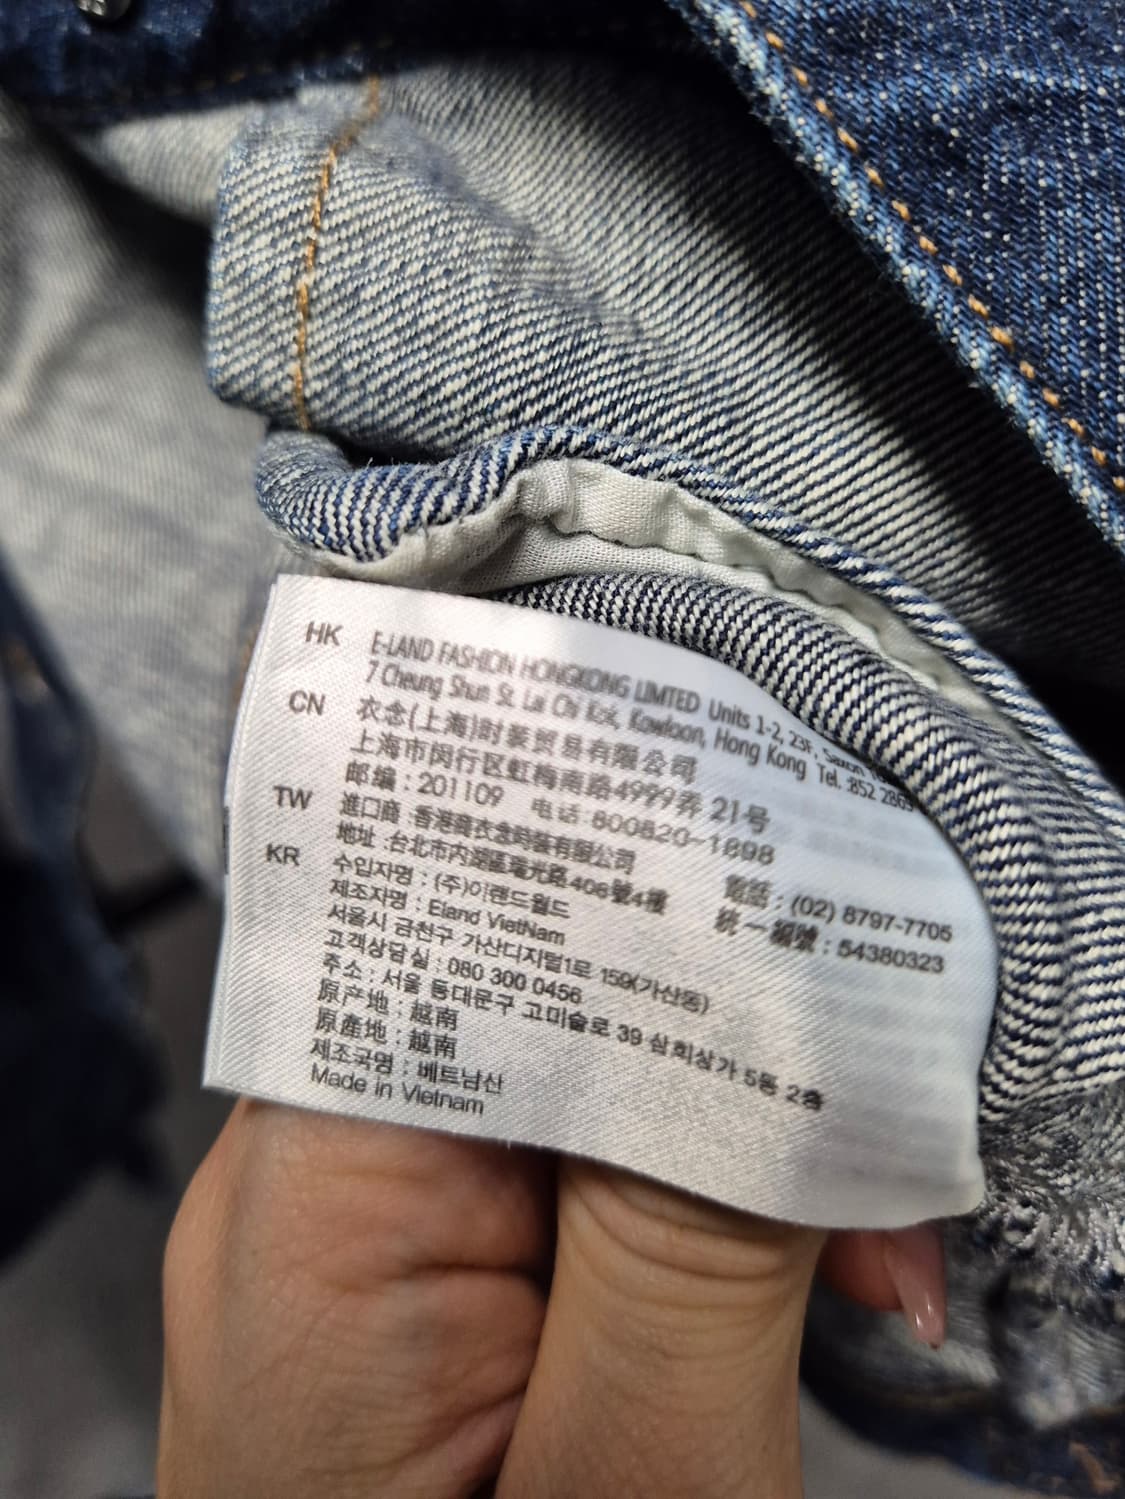 HK E-LAND FASHION HONGKONG LIMTED Units 1-2, 23F, Saxon
7 Cheung Shun St. Lai Chi Kok, Kowloon, Hong Kong Tel.:852 2865
CN 衣念(上海)时装贸易有限公司
上海市闵行区虹梅南路4999弄 21号
邮编:201109 电话:800820-1698
TW 進口商:香港商衣念時裝有限公司 電話:(02) 8797-7705
地址:台北市内湖區瑞光路406號4樓 統一編號:54380323
KR 수입자명 : (주)이랜드월드
제조자명 : Eland VietNam
서울시 금천구 가산디지털1로 159(가산동)
고객상담실 : 080 300 0456
주소 : 서울 동대문구 고미술로 39 삼희상가 5동 2층
原产地 : 越南
原產地 : 越南
제조국명 : 베트남산
Made in Vietnam